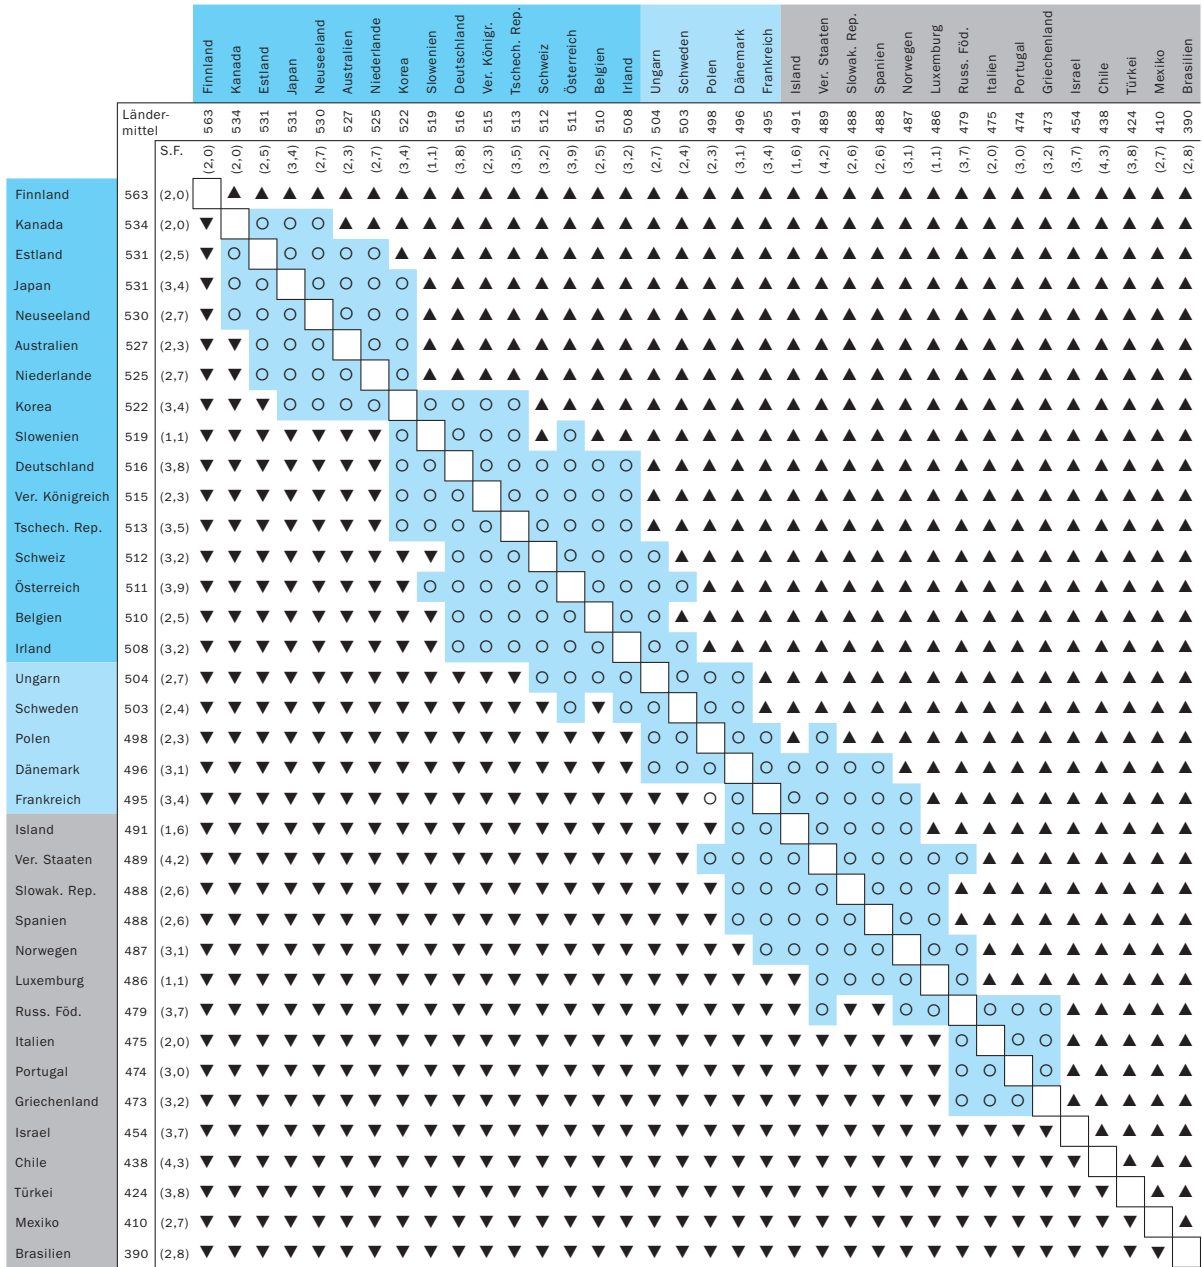 Finnland Kanada Estland Japan Neuseeland Australien Niederlande Korea Slowenien Deutschland Ver. Königr. Tschech. Rep. Schweiz Österreich Belgien Irland Ungarn Schweden Polen Dänemark Frankreich Island Ver. Staaten Slowak. Rep. Spanien Norwegen Luxemburg Russ. Föd. Italien Portugal Griechenland Israel Chile Türkei Mexiko Brasilien
Länder-
mittel 563 534 531 531 530 527 525 522 519 516 515 513 512 511 510 508 504 503 498 496 495 491 489 488 488 487 486 479 475 474 473 454 438 424 410 390
S.F. (2,0) (2,0) (2,5) (3,4) (2,7) (2,3) (2,7) (3,4) (1,1) (3,8) (2,3) (3,5) (3,2) (3,9) (2,5) (3,2) (2,7) (2,4) (2,3) (3,1) (3,4) (1,6) (4,2) (2,6) (2,6) (3,1) (1,1) (3,7) (2,0) (3,0) (3,2) (3,7) (4,3) (3,8) (2,7) (2,8)
Finnland 563 (2,0)
Kanada 534 (2,0)
Estland 531 (2,5)
Japan 531 (3,4)
Neuseeland 530 (2,7)
Australien 527 (2,3)
Niederlande 525 (2,7)
Korea 522 (3,4)
Slowenien 519 (1,1)
Deutschland 516 (3,8)
Ver. Königreich 515 (2,3)
Tschech. Rep. 513 (3,5)
Schweiz 512 (3,2)
Österreich 511 (3,9)
Belgien 510 (2,5)
Irland 508 (3,2)
Ungarn 504 (2,7)
Schweden 503 (2,4)
Polen 498 (2,3)
Dänemark 496 (3,1)
Frankreich 495 (3,4)
Island 491 (1,6)
Ver. Staaten 489 (4,2)
Slowak. Rep. 488 (2,6)
Spanien 488 (2,6)
Norwegen 487 (3,1)
Luxemburg 486 (1,1)
Russ. Föd. 479 (3,7)
Italien 475 (2,0)
Portugal 474 (3,0)
Griechenland 473 (3,2)
Israel 454 (3,7)
Chile 438 (4,3)
Türkei 424 (3,8)
Mexiko 410 (2,7)
Brasilien 390 (2,8)